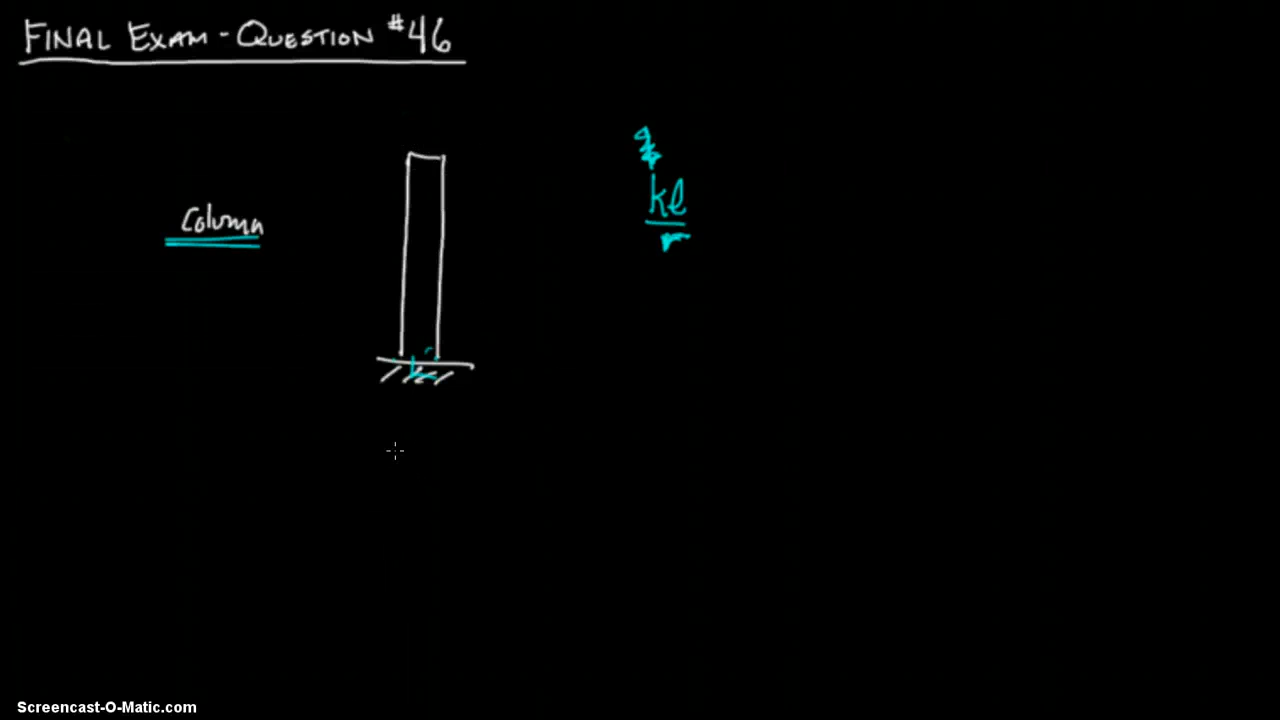 FINAL EXAM - QUESTION #46
Column
kl
r
Screencast-O-Matic.com